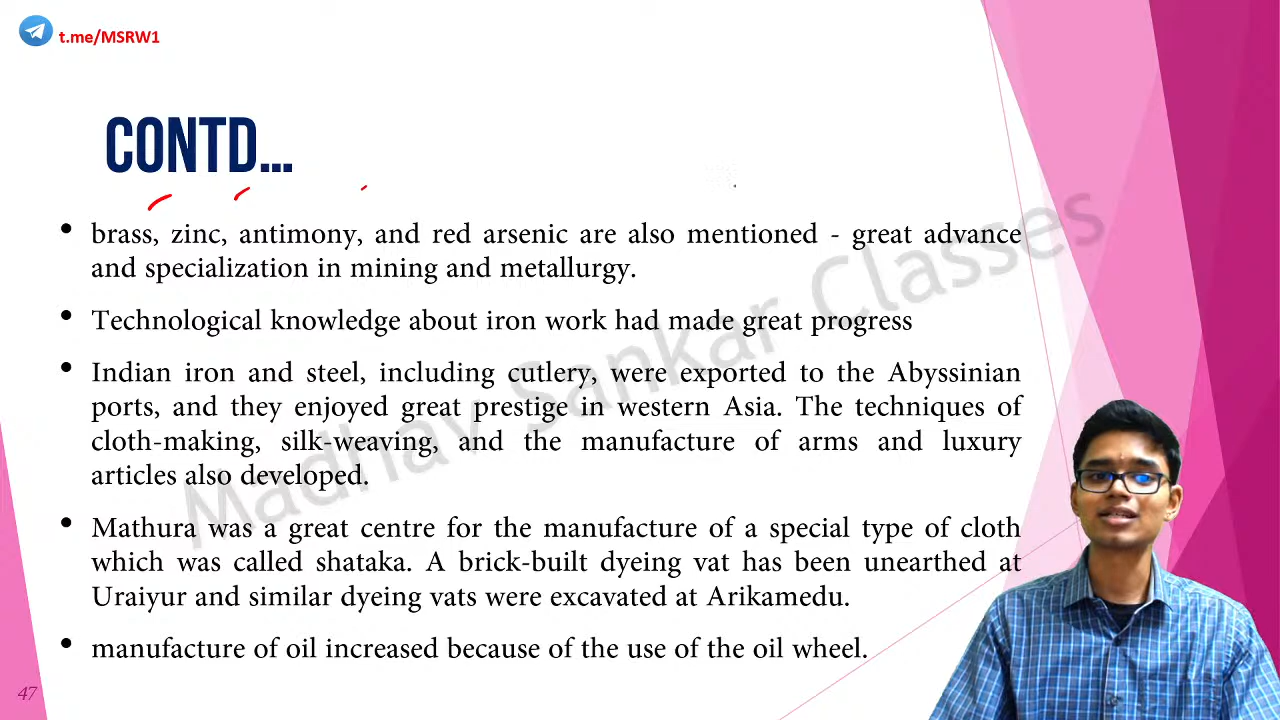 t.me/MSRW1
CONTD...
• brass, zinc, antimony, and red arsenic are also mentioned - great advance
and specialization in mining and metallurgy.
• Technological knowledge about iron work had made great progress
• Indian iron and steel, including cutlery, were exported to the Abyssinian
ports, and they enjoyed great prestige in western Asia. The techniques of
cloth-making, silk-weaving, and the manufacture of arms and luxury
articles also developed.
• Mathura was a great centre for the manufacture of a special type of cloth
which was called shataka. A brick-built dyeing vat has been unearthed at
Uraiyur and similar dyeing vats were excavated at Arikamedu.
• manufacture of oil increased because of the use of the oil wheel.
Madhav Sankar Classes
47